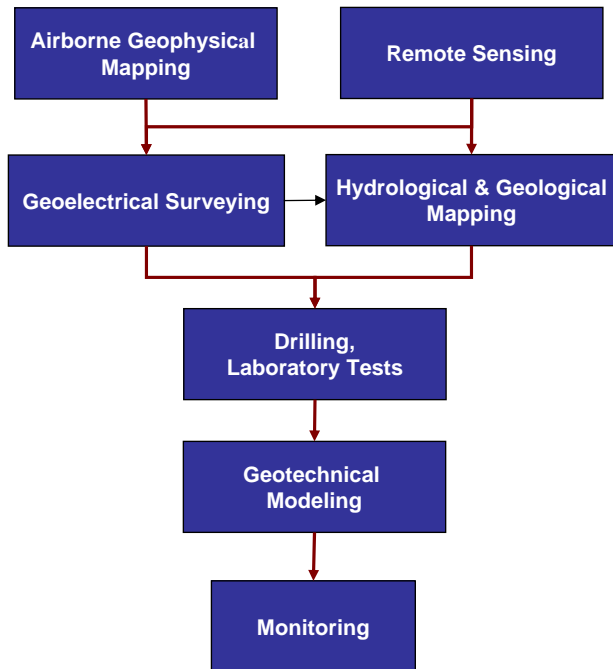 Airborne Geophysical
Mapping
Remote Sensing
Geoelectrical Surveying
Hydrological & Geological
Mapping
Drilling,
Laboratory Tests
Geotechnical
Modeling
Monitoring